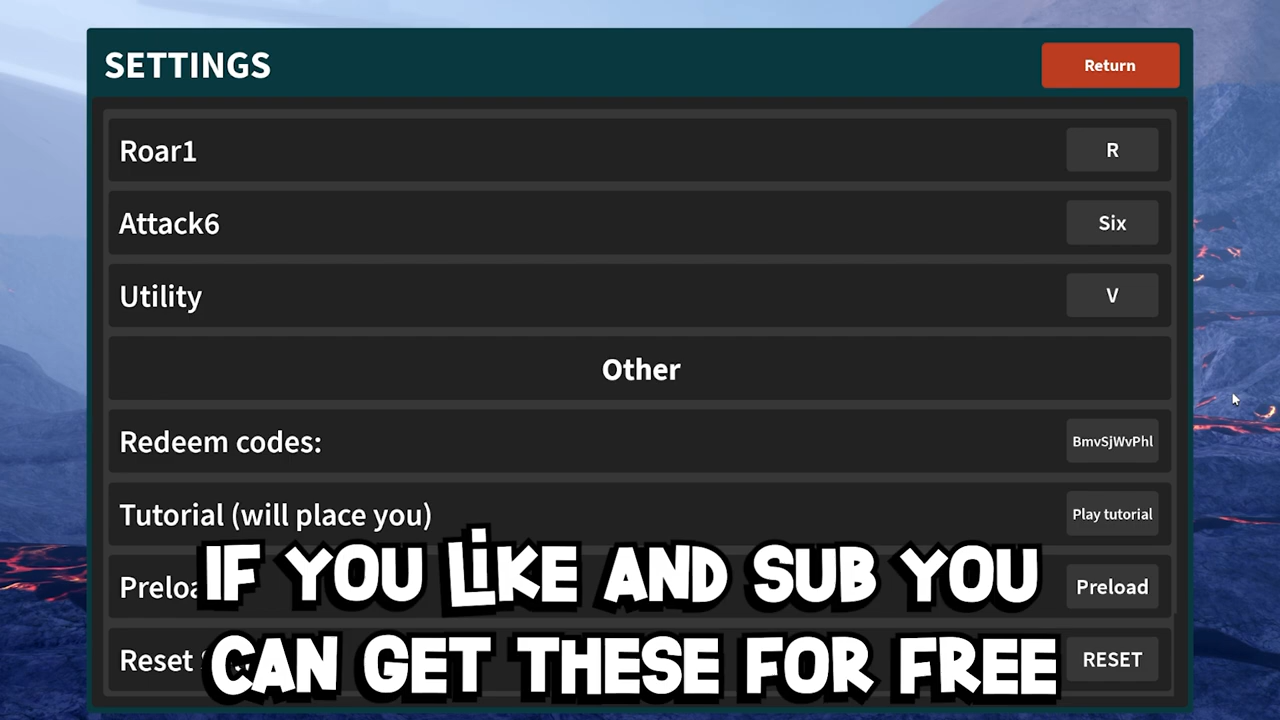 SETTINGS
Return
Roar1
R
Attack6
Six
Utility
V
Other
Redeem codes:
BmvSjWvPhl
Tutorial (will place you)
Play tutorial
Preload
IF YOU LIKE AND SUB YOU
Reset
CAN GET THESE FOR FREE
RESET